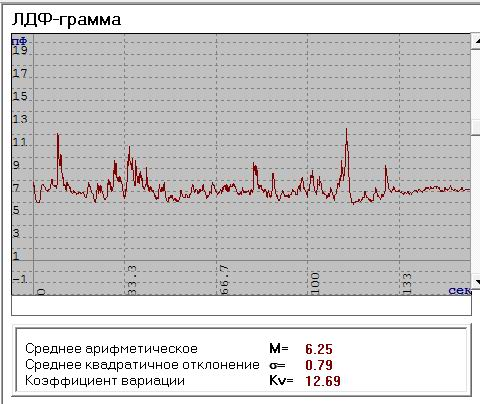 ЛДФ-грамма
пф
19
17
15
13
11
9
7
5
3
1
-1
0
33.3
66.7
100
133
сек
Среднее арифметическое M= 6.25
Среднее квадратичное отклонение σ= 0.79
Коэффициент вариации Kv= 12.69